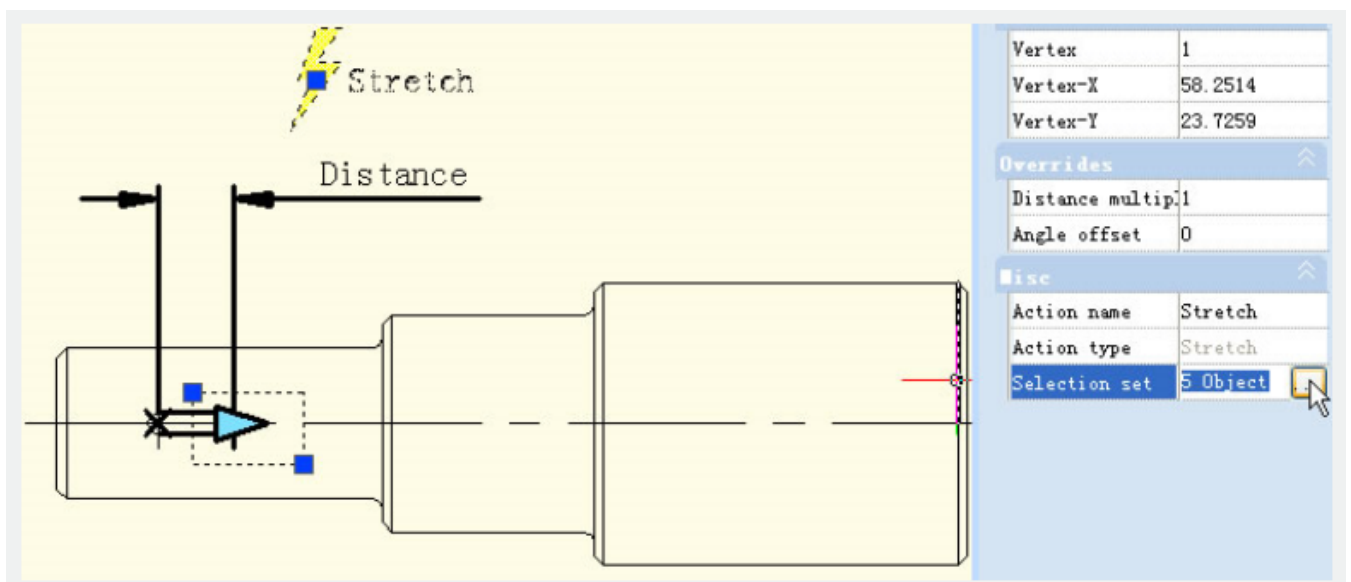 Stretch
Distance
Vertex 1
Vertex-X 58.2514
Vertex-Y 23.7259
Overrides
Distance multip 1
Angle offset 0
Misc
Action name Stretch
Action type Stretch
Selection set 5 Object